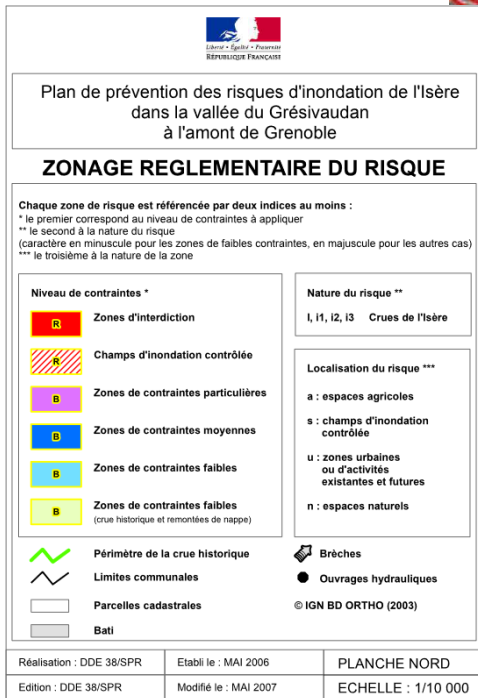 Liberté • Égalité • Fraternité
RÉPUBLIQUE FRANÇAISE
Plan de prévention des risques d'inondation de l'Isère
dans la vallée du Grésivaudan
à l'amont de Grenoble
ZONAGE REGLEMENTAIRE DU RISQUE
Chaque zone de risque est référencée par deux indices au moins :
* le premier correspond au niveau de contraintes à appliquer
** le second à la nature du risque
(caractère en minuscule pour les zones de faibles contraintes, en majuscule pour les autres cas)
*** le troisième à la nature de la zone
Niveau de contraintes *
R Zones d'interdiction
R Champs d'inondation contrôlée
B Zones de contraintes particulières
B Zones de contraintes moyennes
B Zones de contraintes faibles
B Zones de contraintes faibles
(crue historique et remontées de nappe)
Nature du risque **
I, i1, i2, i3 Crues de l'Isère
Localisation du risque ***
a : espaces agricoles
s : champs d'inondation
contrôlée
u : zones urbaines
ou d'activités
existantes et futures
n : espaces naturels
Périmètre de la crue historique
Limites communales
Parcelles cadastrales
Bati
Brèches
Ouvrages hydrauliques
© IGN BD ORTHO (2003)
Réalisation : DDE 38/SPR
Etabli le : MAI 2006
PLANCHE NORD
Edition : DDE 38/SPR
Modifié le : MAI 2007
ECHELLE : 1/10 000